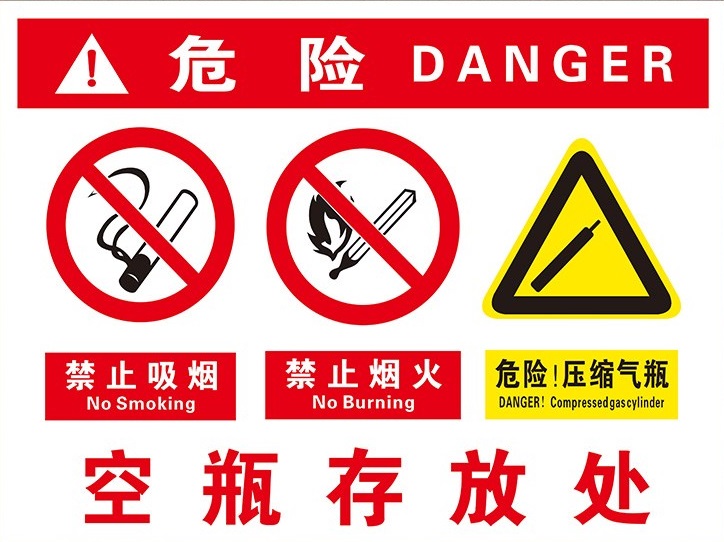 危险 DANGER
禁止吸烟
No Smoking
禁止烟火
No Burning
危险!压缩气瓶
DANGER! Compressedgascylinder
空瓶存放处